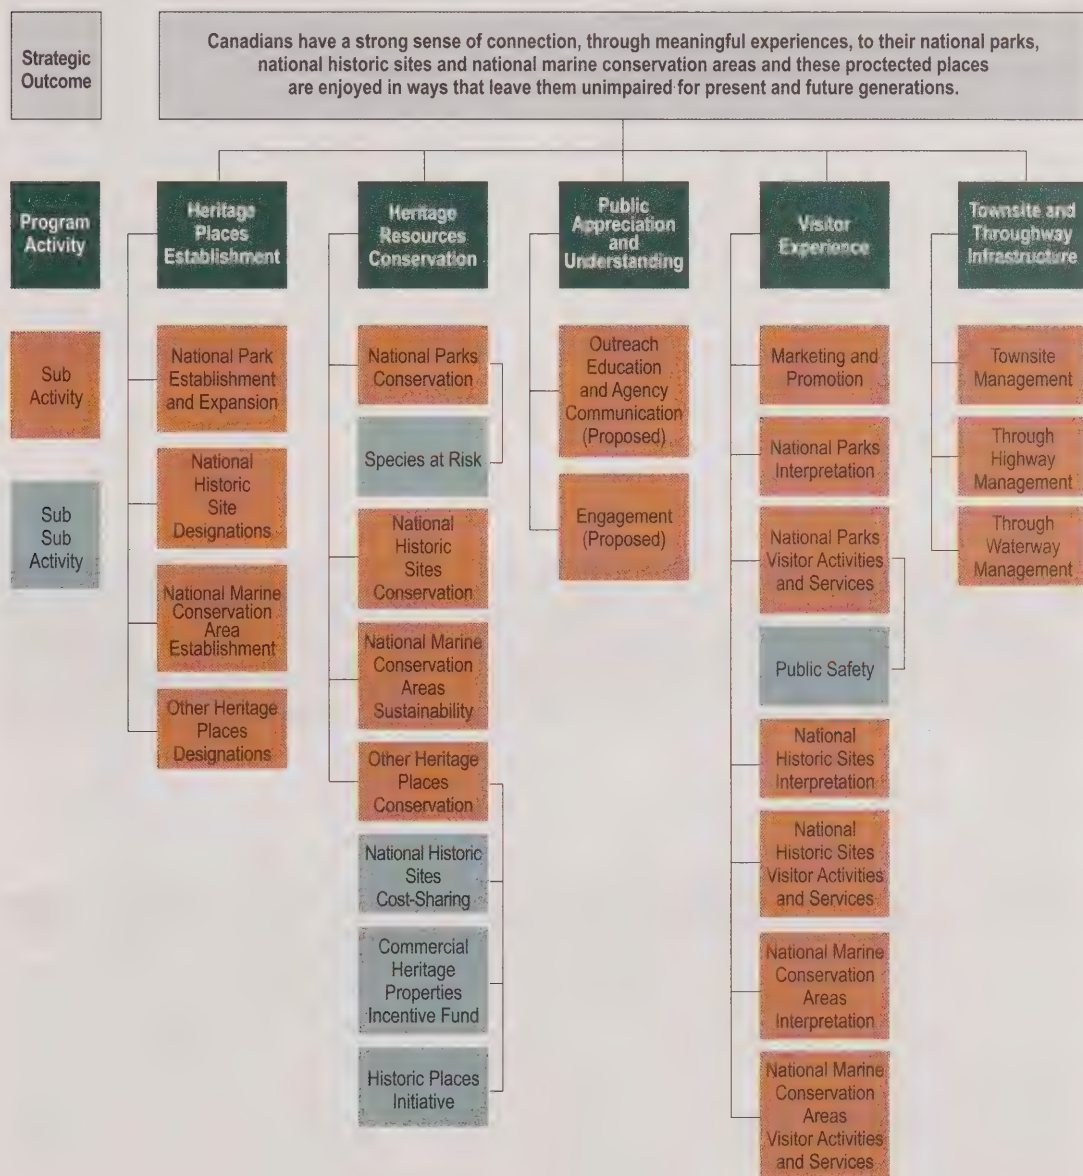 Strategic
Outcome
Canadians have a strong sense of connection, through meaningful experiences, to their national parks,
national historic sites and national marine conservation areas and these proctected places
are enjoyed in ways that leave them unimpaired for present and future generations.
Program
Activity
Heritage
Places
Establishment
Heritage
Resources
Conservation
Public
Appreciation
and
Understanding
Visitor
Experience
Townsite and
Throughway
Infrastructure
Sub
Activity
Sub
Sub
Activity
National Park
Establishment
and Expansion
National
Historic
Site
Designations
National Marine
Conservation
Area
Establishment
Other Heritage
Places
Designations
National Parks
Conservation
Species at Risk
National
Historic
Sites
Conservation
National Marine
Conservation
Areas
Sustainability
Other Heritage
Places
Conservation
National Historic
Sites
Cost-Sharing
Commercial
Heritage
Properties
Incentive Fund
Historic Places
Initiative
Outreach
Education
and Agency
Communication
(Proposed)
Engagement
(Proposed)
Marketing and
Promotion
National Parks
Interpretation
National Parks
Visitor Activities
and Services
Public Safety
National
Historic Sites
Interpretation
National
Historic Sites
Visitor Activities
and Services
National Marine
Conservation
Areas
Interpretation
National Marine
Conservation
Areas
Visitor Activities
and Services
Townsite
Management
Through
Highway
Management
Through
Waterway
Management